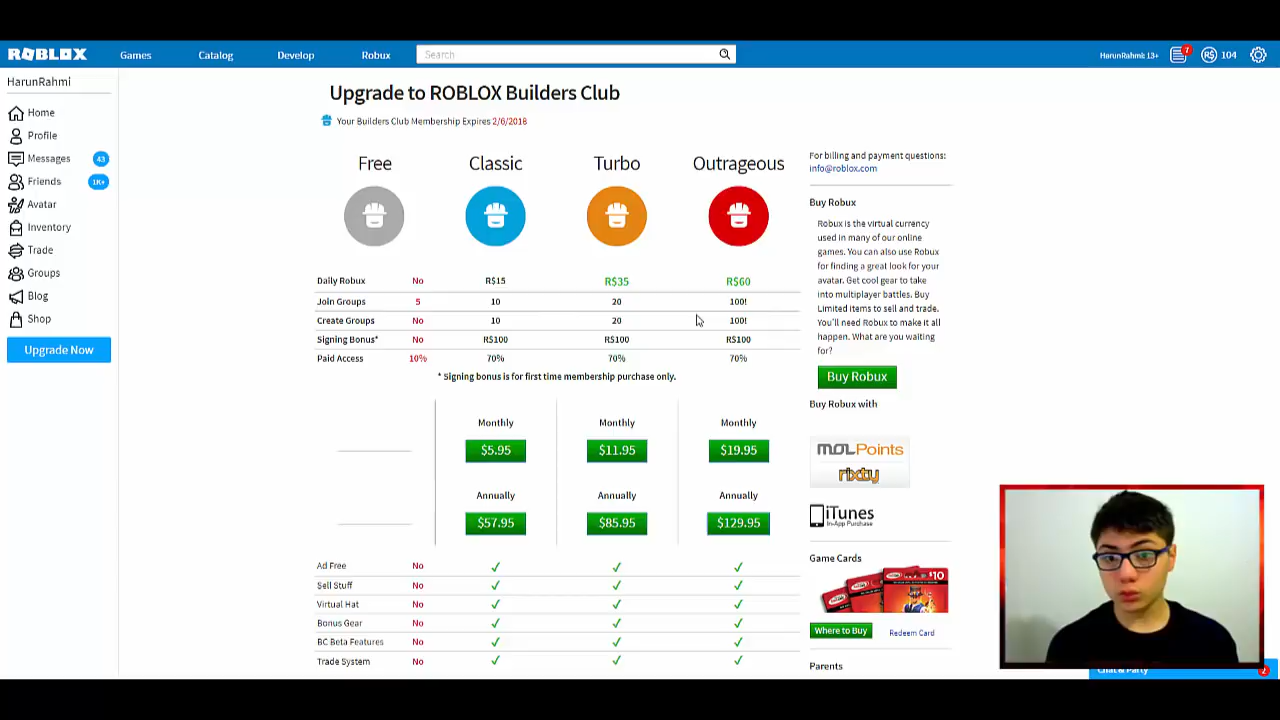 ROBLOX Games Catalog Develop Robux Search HarunRahmi: 13+ 7 R$ 104
HarunRahmi
Home
Profile
Messages 43
Friends 1K+
Avatar
Inventory
Trade
Groups
Blog
Shop
Upgrade Now
Upgrade to ROBLOX Builders Club
Your Builders Club Membership Expires 2/6/2018
Free Classic Turbo Outrageous
Daily Robux No R$15 R$35 R$60
Join Groups 5 10 20 100!
Create Groups No 10 20 100!
Signing Bonus* No R$100 R$100 R$100
Paid Access 10% 70% 70% 70%
* Signing bonus is for first time membership purchase only.
Monthly Monthly Monthly
$5.95 $11.95 $19.95
Annually Annually Annually
$57.95 $85.95 $129.95
Ad Free No ✓ ✓ ✓
Sell Stuff No ✓ ✓ ✓
Virtual Hat No ✓ ✓ ✓
Bonus Gear No ✓ ✓ ✓
BC Beta Features No ✓ ✓ ✓
Trade System No ✓ ✓ ✓
For billing and payment questions:
info@roblox.com
Buy Robux
Robux is the virtual currency
used in many of our online
games. You can also use Robux
for finding a great look for your
avatar. Get cool gear to take
into multiplayer battles. Buy
Limited items to sell and trade.
You'll need Robux to make it all
happen. What are you waiting
for?
Buy Robux
Buy Robux with
MOLPoints
rixty
iTunes
In-App Purchase
Game Cards
$10
Where to Buy Redeem Card
Parents
Chat & Party 2